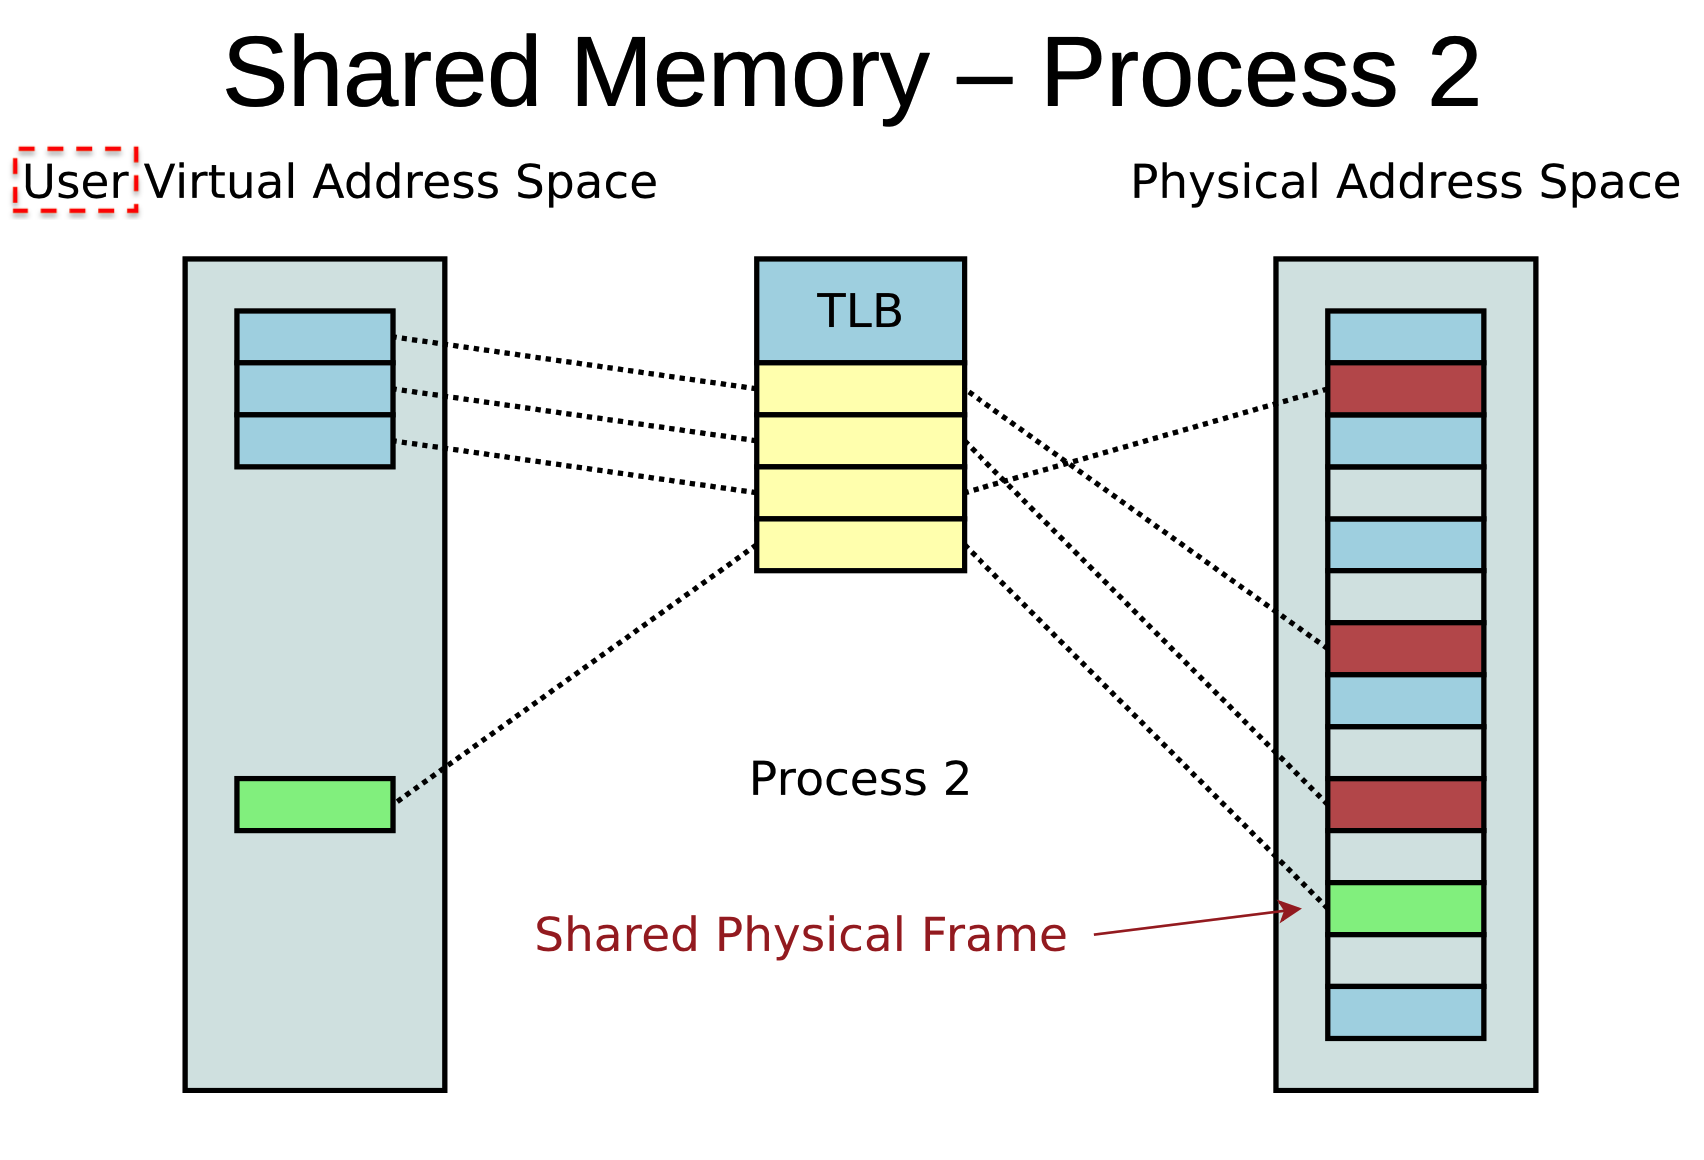 Shared Memory – Process 2
User Virtual Address Space
Physical Address Space
TLB
Process 2
Shared Physical Frame